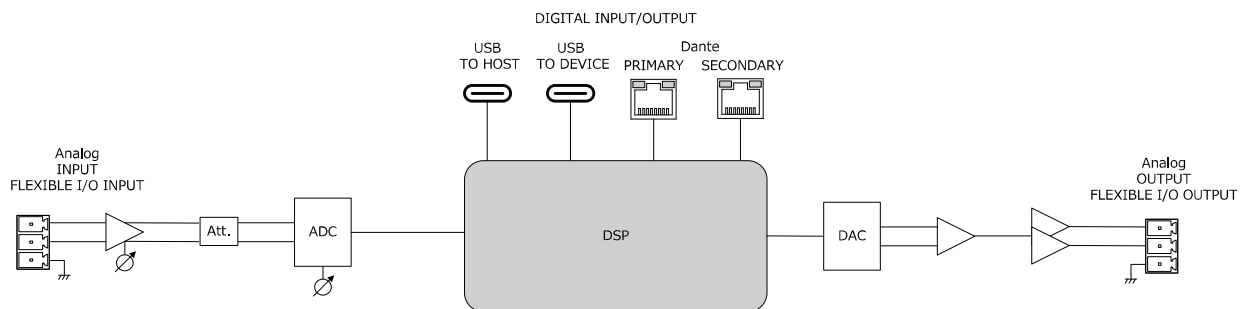 DIGITAL INPUT/OUTPUT
USB
TO HOST
USB
TO DEVICE
Dante
PRIMARY
SECONDARY
Analog
INPUT
FLEXIBLE I/O INPUT
Att.
ADC
DSP
DAC
Analog
OUTPUT
FLEXIBLE I/O OUTPUT